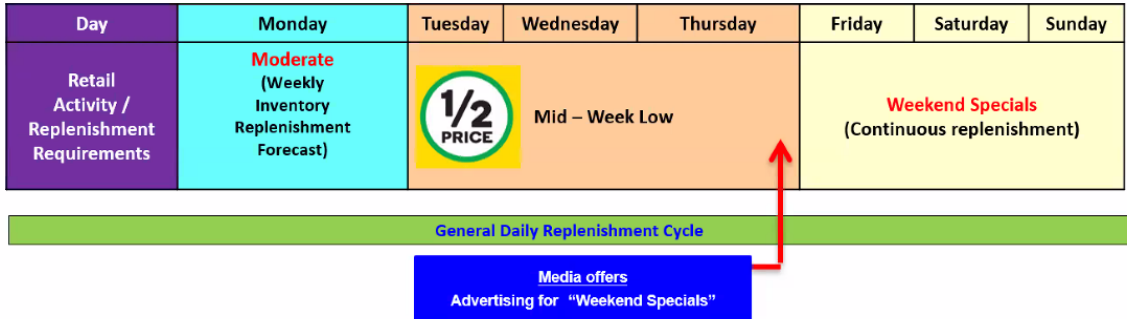 Day
Monday
Tuesday
Wednesday
Thursday
Friday
Saturday
Sunday
Retail
Activity /
Replenishment
Requirements
Moderate
(Weekly
Inventory
Replenishment
Forecast)
1/2
PRICE
Mid – Week Low
Weekend Specials
(Continuous replenishment)
General Daily Replenishment Cycle
Media offers
Advertising for “Weekend Specials”